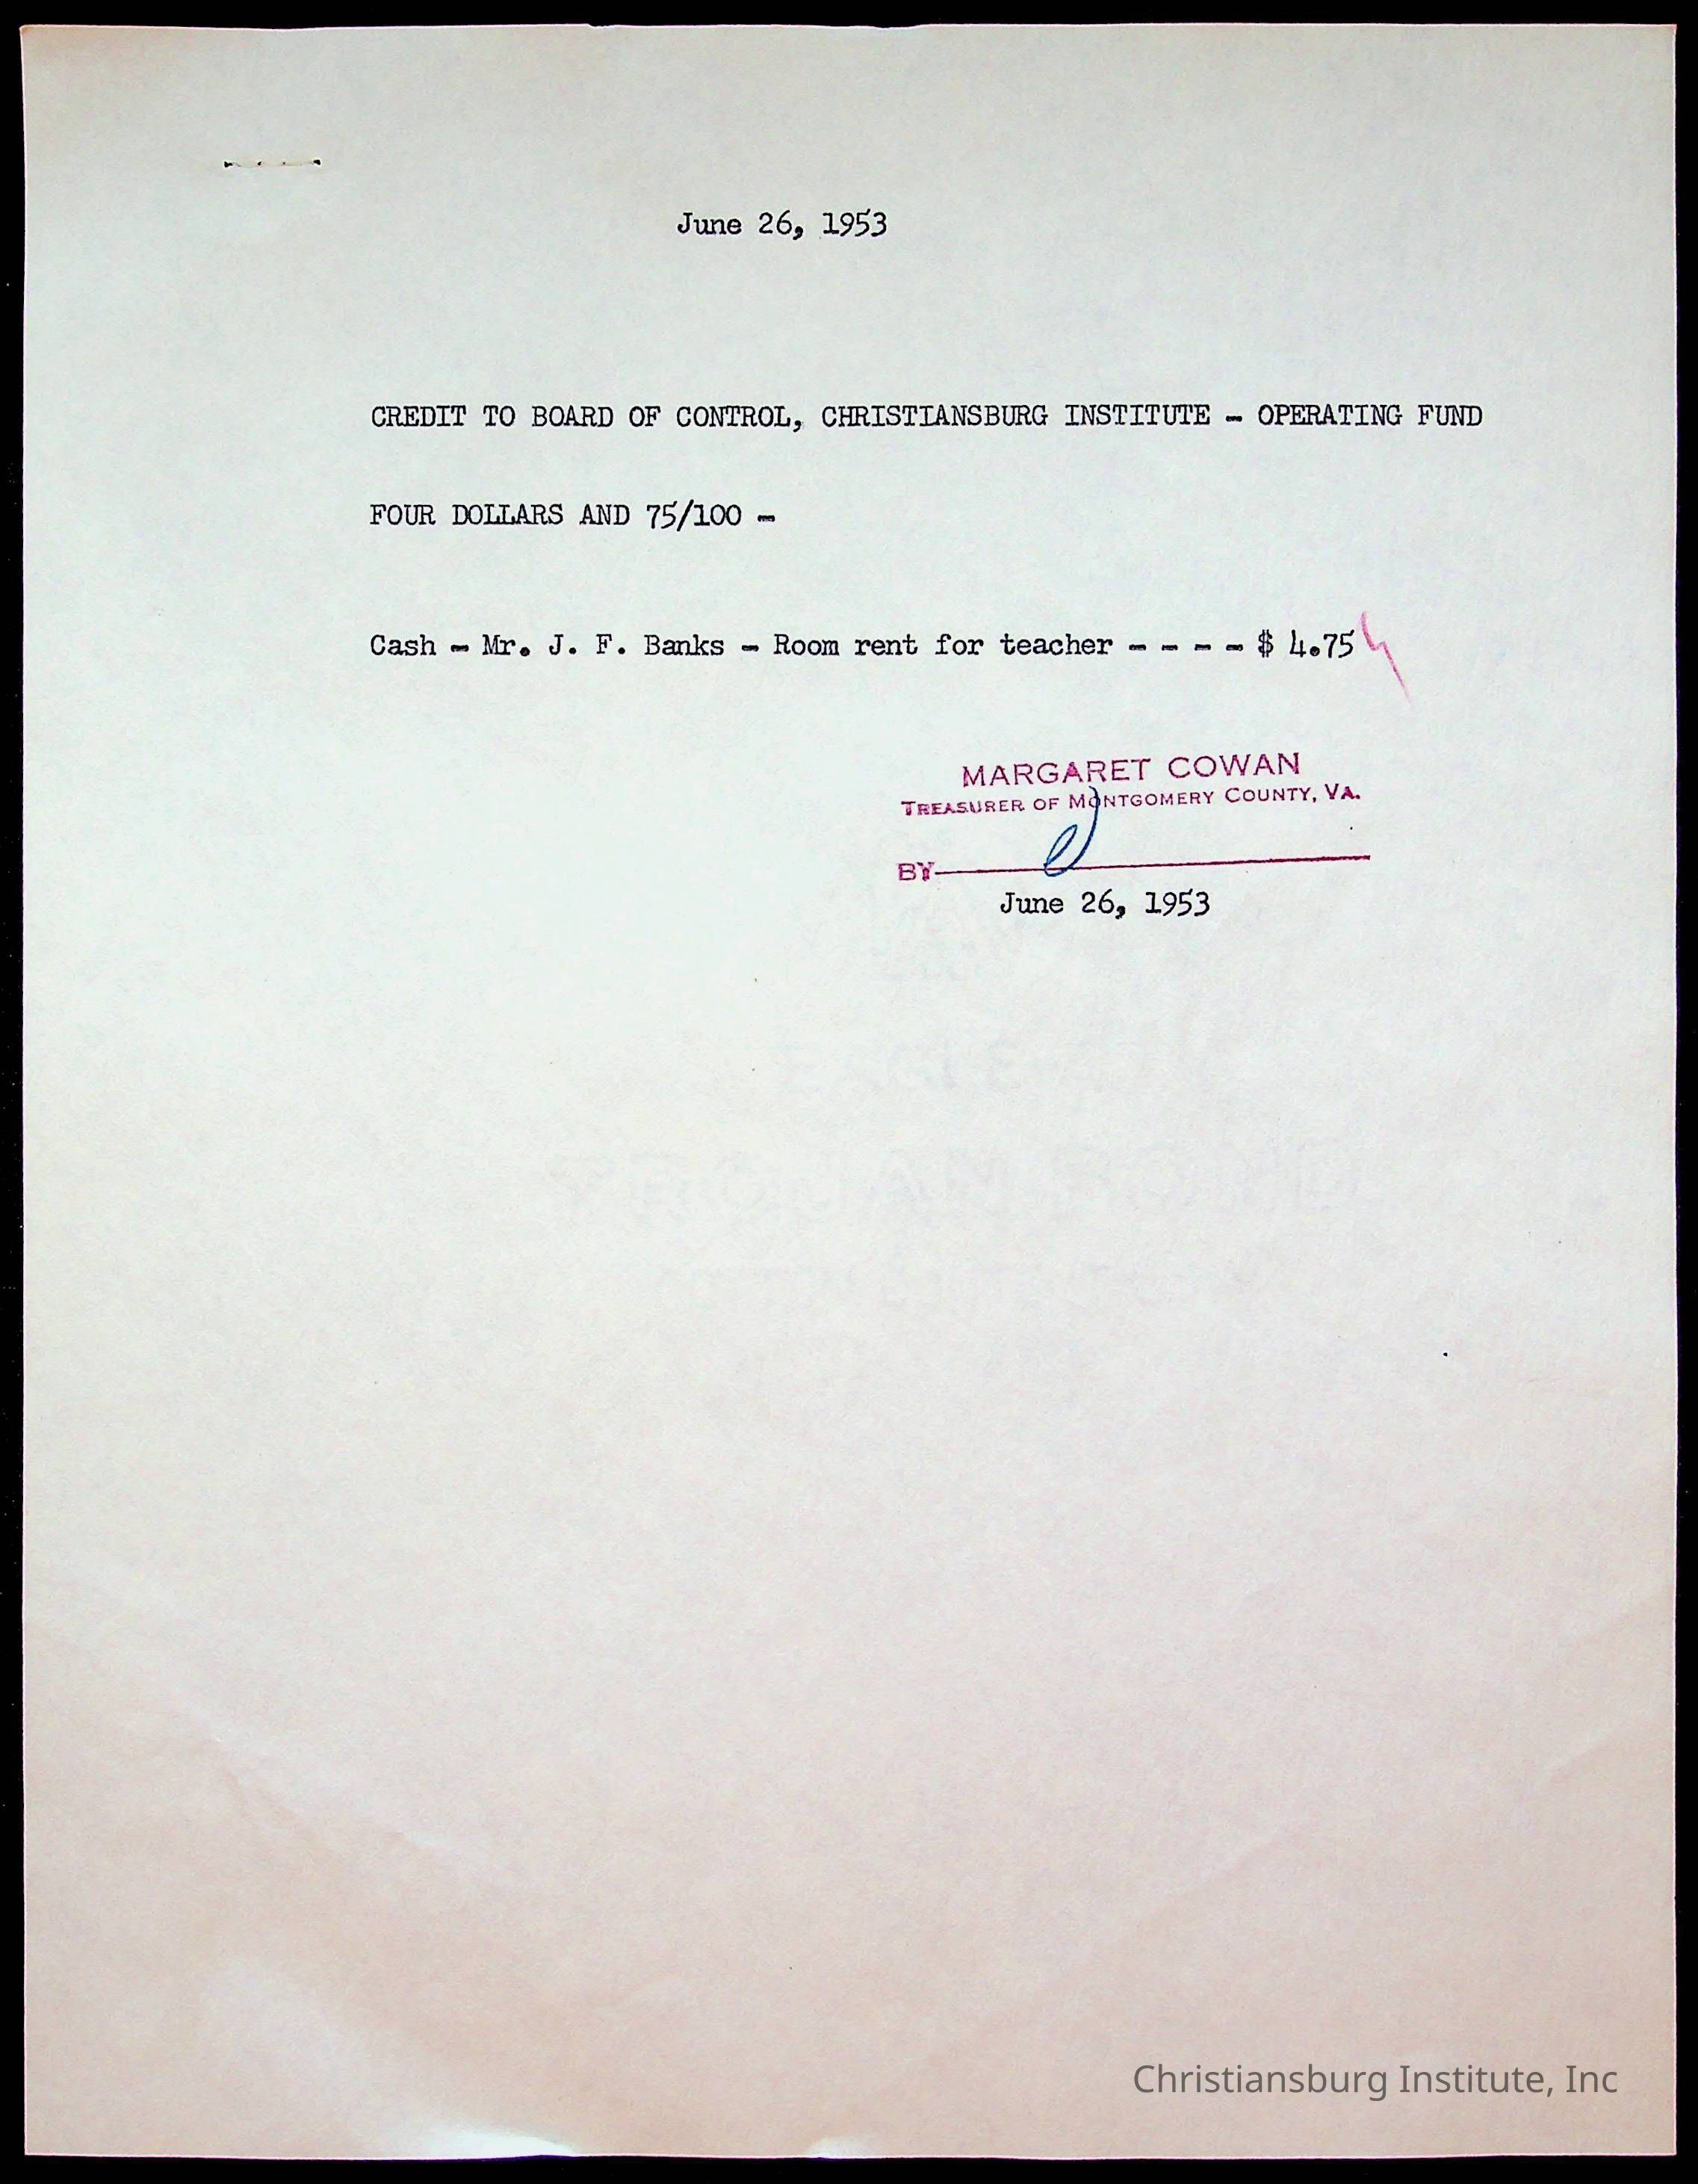 June 26, 1953
CREDIT TO BOARD OF CONTROL, CHRISTIANSBURG INSTITUTE - OPERATING FUND
FOUR DOLLARS AND 75/100 -
Cash - Mr. J. F. Banks - Room rent for teacher - - - - $ 4.75
MARGARET COWAN
TREASURER OF MONTGOMERY COUNTY, VA.
BY
June 26, 1953
Christiansburg Institute, Inc